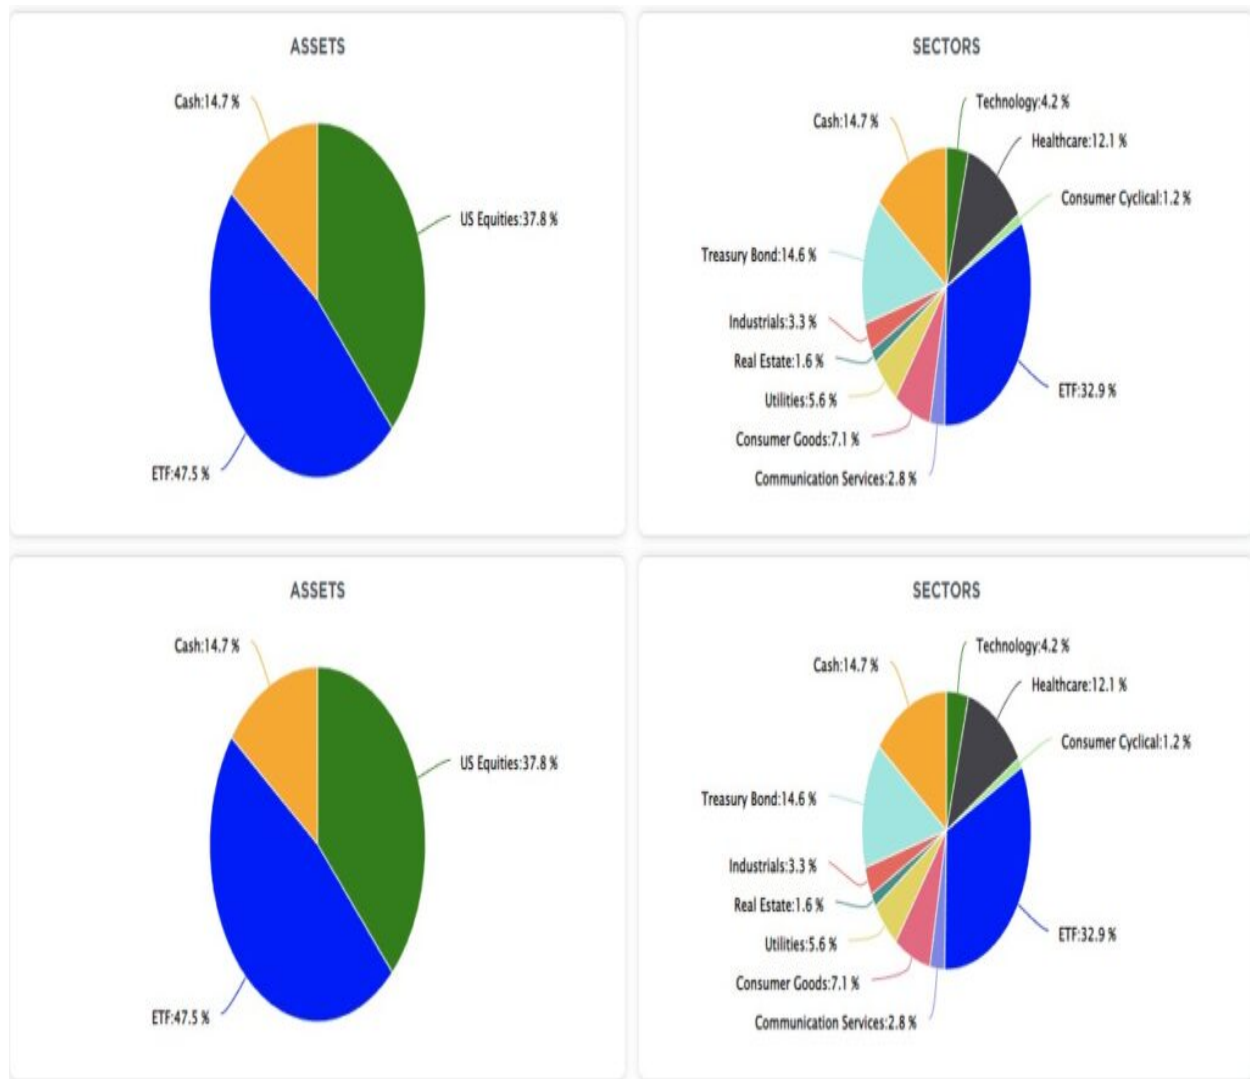 ASSETS
Cash:14.7 %
US Equities:37.8 %
ETF:47.5 %
SECTORS
Technology:4.2 %
Cash:14.7 %
Healthcare:12.1 %
Consumer Cyclical:1.2 %
Treasury Bond:14.6 %
Industrials:3.3 %
Real Estate:1.6 %
ETF:32.9 %
Utilities:5.6 %
Consumer Goods:7.1 %
Communication Services:2.8 %
ASSETS
Cash:14.7 %
US Equities:37.8 %
ETF:47.5 %
SECTORS
Technology:4.2 %
Cash:14.7 %
Healthcare:12.1 %
Consumer Cyclical:1.2 %
Treasury Bond:14.6 %
Industrials:3.3 %
Real Estate:1.6 %
ETF:32.9 %
Utilities:5.6 %
Consumer Goods:7.1 %
Communication Services:2.8 %